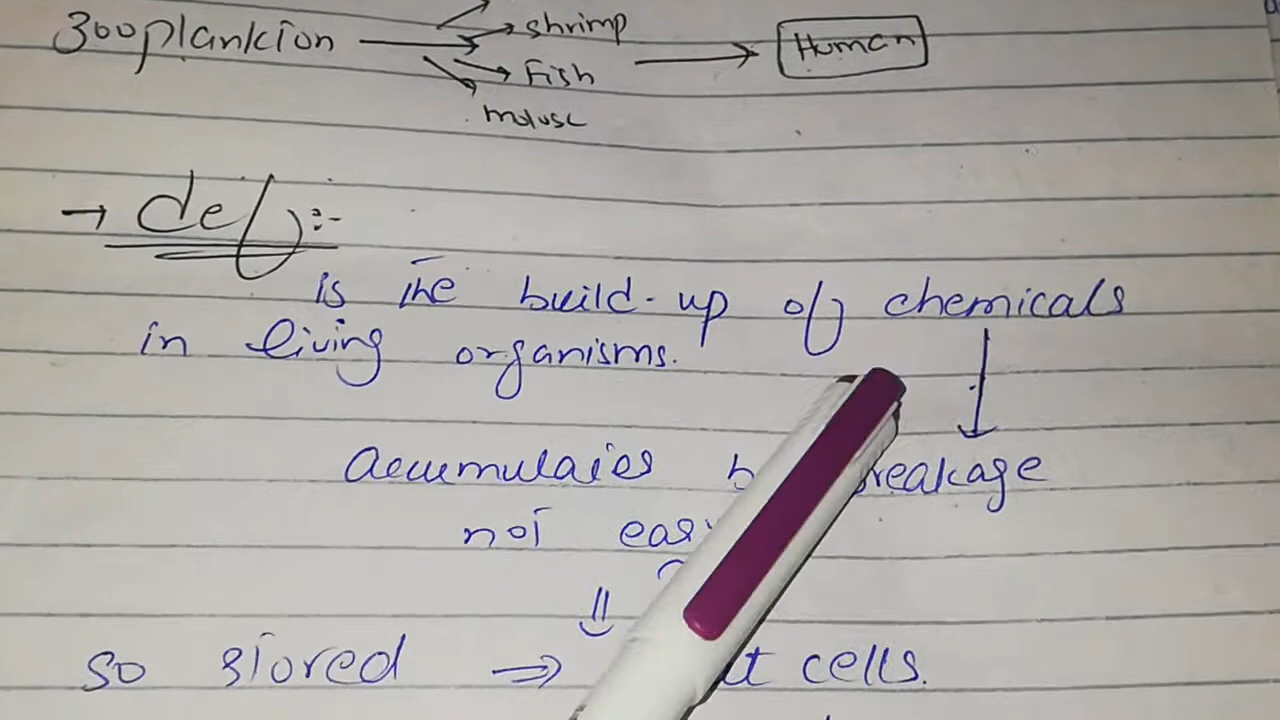 Zooplankton → shrimp → Human
Fish
molusc
→ def :-
is the build-up of chemicals
in living organisms.
↓
Accumulates breakage
not
⇓
so stored ⇒ cells.